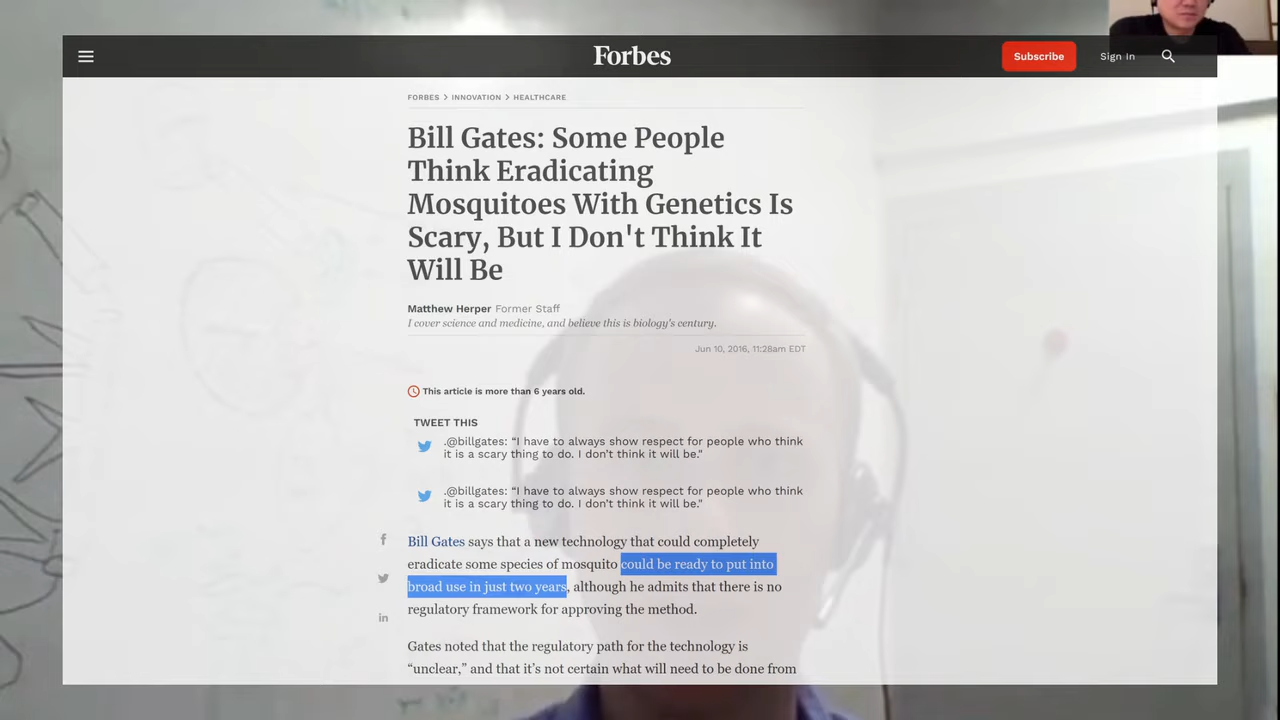 Forbes
Subscribe
Sign In
FORBES > INNOVATION > HEALTHCARE
Bill Gates: Some People
Think Eradicating
Mosquitoes With Genetics Is
Scary, But I Don't Think It
Will Be
Matthew Herper Former Staff
I cover science and medicine, and believe this is biology's century.
Jun 10, 2016, 11:28am EDT
This article is more than 6 years old.
TWEET THIS
.@billgates: “I have to always show respect for people who think
it is a scary thing to do. I don’t think it will be."
.@billgates: “I have to always show respect for people who think
it is a scary thing to do. I don’t think it will be."
Bill Gates says that a new technology that could completely
eradicate some species of mosquito could be ready to put into
broad use in just two years, although he admits that there is no
regulatory framework for approving the method.
Gates noted that the regulatory path for the technology is
“unclear,” and that it’s not certain what will need to be done from